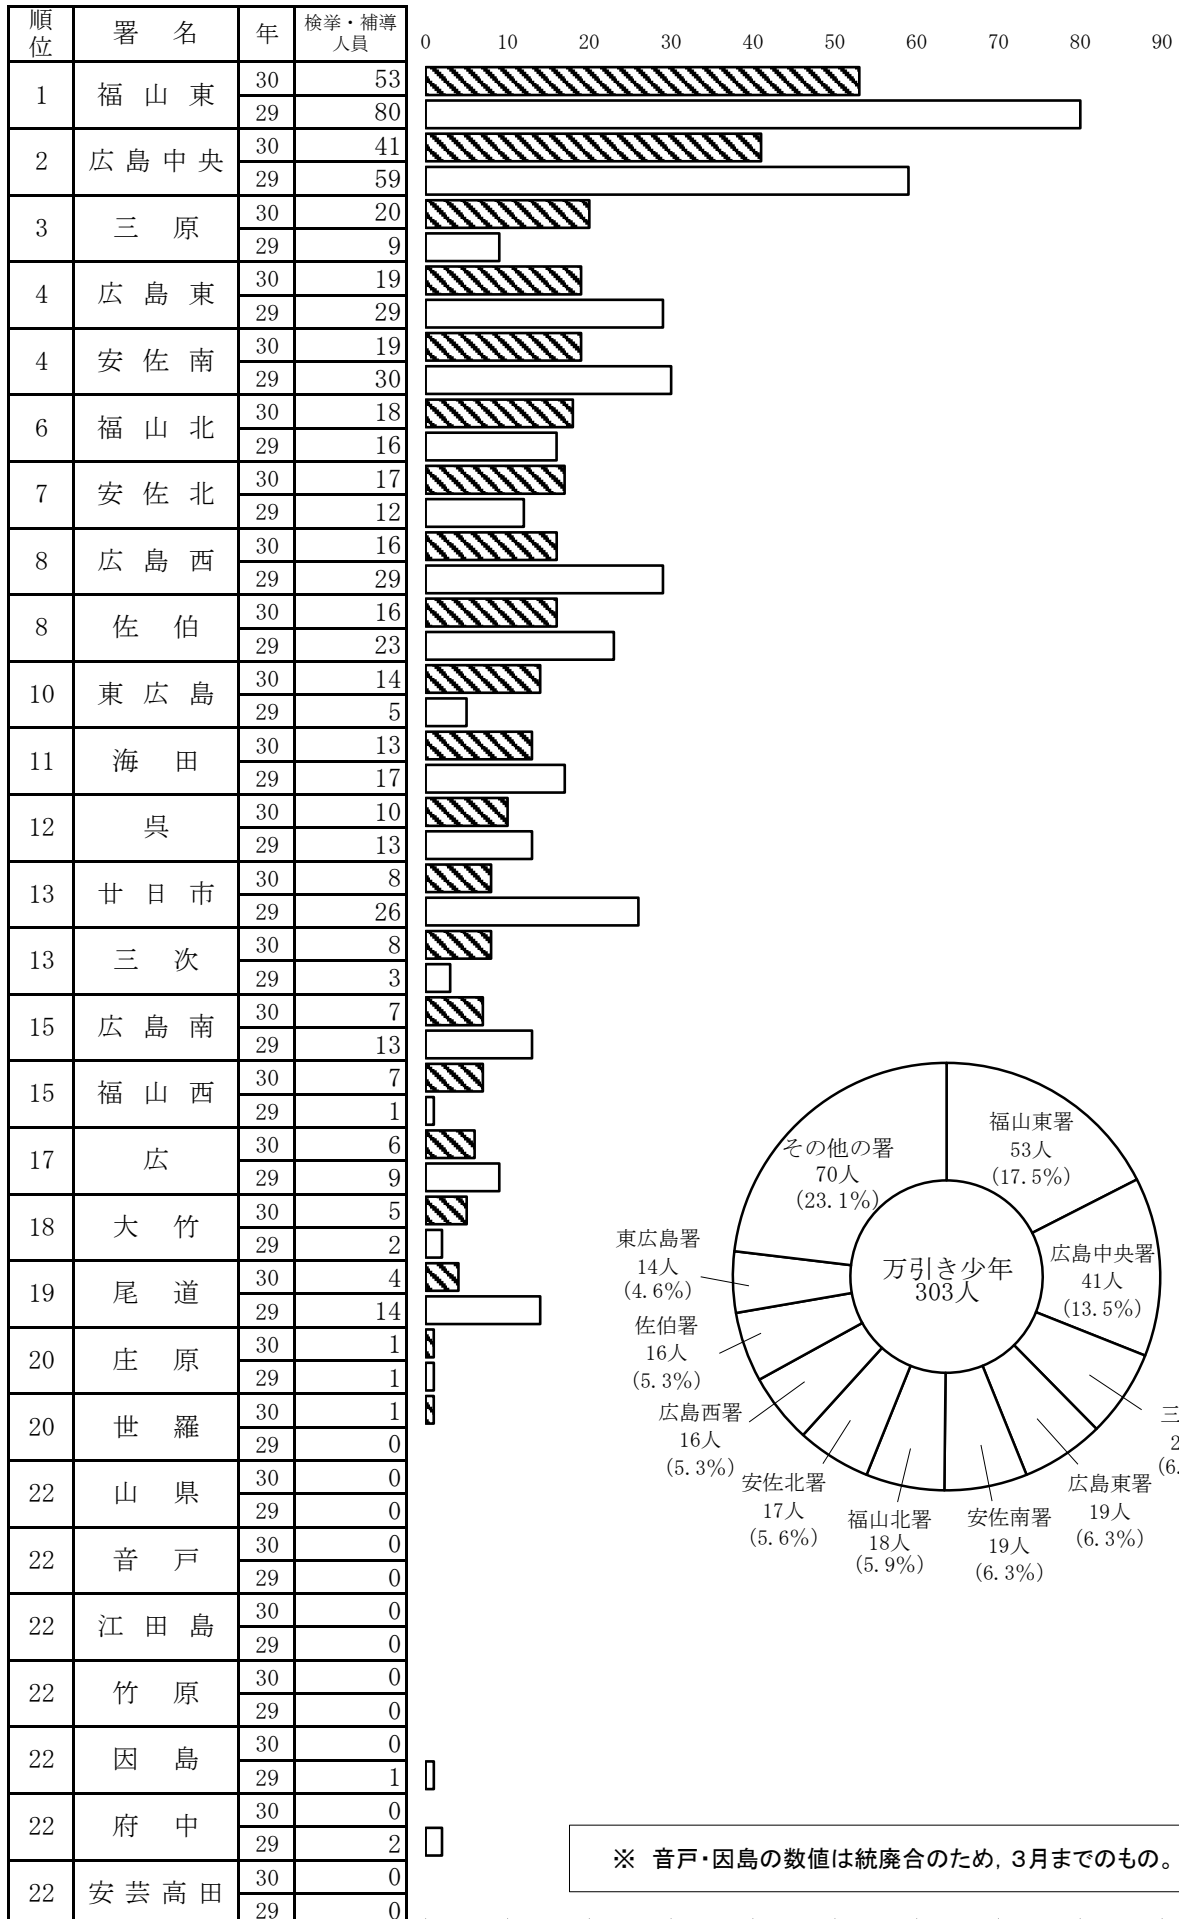 順位 署名 年 検挙・補導人員
0 10 20 30 40 50 60 70 80 90
1 福山東 30 53
29 80
2 広島中央 30 41
29 59
3 三原 30 20
29 9
4 広島東 30 19
29 29
4 安佐南 30 19
29 30
6 福山北 30 18
29 16
7 安佐北 30 17
29 12
8 広島西 30 16
29 29
8 佐伯 30 16
29 23
10 東広島 30 14
29 5
11 海田 30 13
29 17
12 呉 30 10
29 13
13 廿日市 30 8
29 26
13 三次 30 8
29 3
15 広島南 30 7
29 13
15 福山西 30 7
29 1
17 広 30 6
29 9
18 大竹 30 5
29 2
19 尾道 30 4
29 14
20 庄原 30 1
29 1
20 世羅 30 1
29 0
22 山県 30 0
29 0
22 音戸 30 0
29 0
22 江田島 30 0
29 0
22 竹原 30 0
29 0
22 因島 30 0
29 1
22 府中 30 0
29 2
22 安芸高田 30 0
29 0
万引き少年
303人
福山東署
53人
(17.5%)
広島中央署
41人
(13.5%)
三
2
(6.
広島東署
19人
(6.3%)
安佐南署
19人
(6.3%)
福山北署
18人
(5.9%)
安佐北署
17人
(5.6%)
広島西署
16人
(5.3%)
佐伯署
16人
(5.3%)
東広島署
14人
(4.6%)
その他の署
70人
(23.1%)
※ 音戸・因島の数値は統廃合のため，3月までのもの。